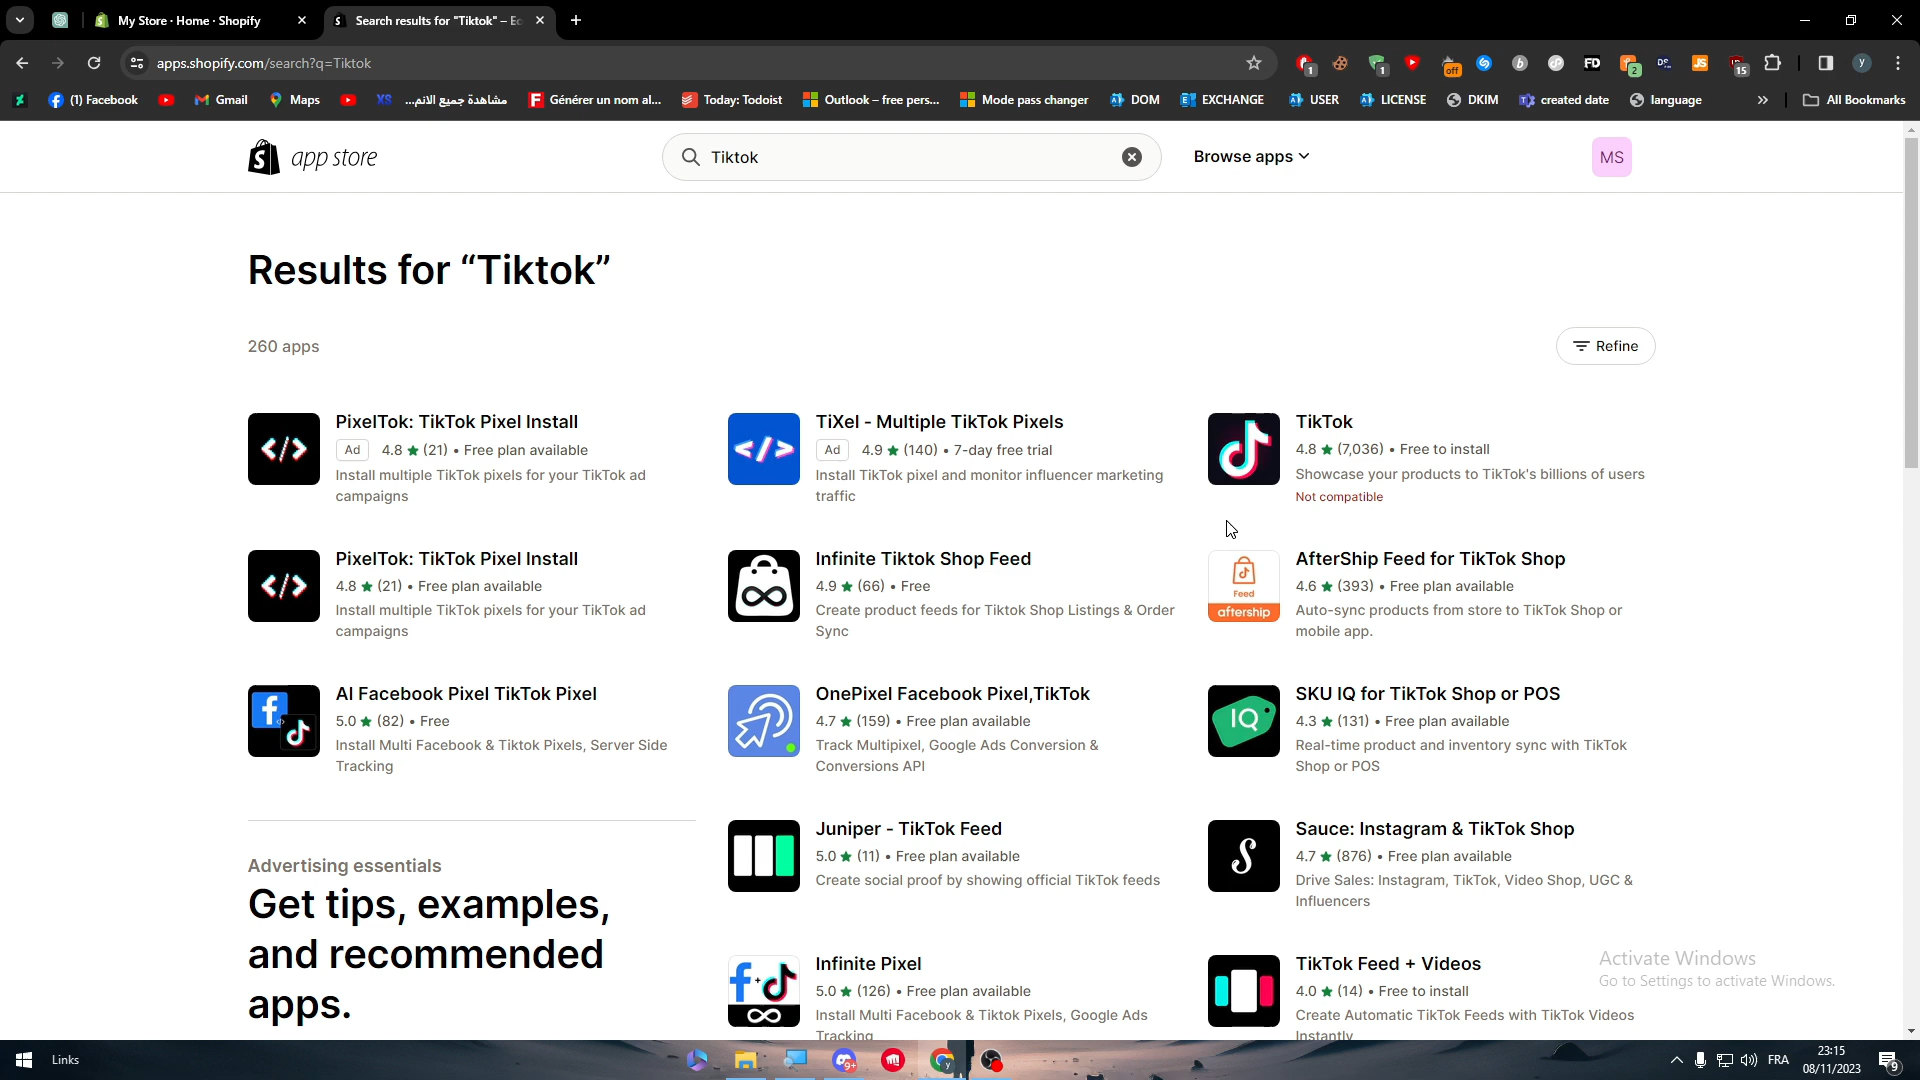 My Store · Home · Shopify
Search results for "Tiktok" – Ec
apps.shopify.com/search?q=Tiktok
1
1
off
b
FD
2
JS
15
y
(1) Facebook
Gmail
Maps
XS
مشاهدة جميع الانم...
Générer un nom al...
Today: Todoist
Outlook – free pers...
Mode pass changer
DOM
EXCHANGE
USER
LICENSE
DKIM
created date
language
»
All Bookmarks
app store
Tiktok
Browse apps
MS
Results for “Tiktok”
260 apps
Refine
PixelTok: TikTok Pixel Install
Ad 4.8 ★ (21) • Free plan available
Install multiple TikTok pixels for your TikTok ad
campaigns
TiXel - Multiple TikTok Pixels
Ad 4.9 ★ (140) • 7-day free trial
Install TikTok pixel and monitor influencer marketing
traffic
TikTok
4.8 ★ (7,036) • Free to install
Showcase your products to TikTok's billions of users
Not compatible
PixelTok: TikTok Pixel Install
4.8 ★ (21) • Free plan available
Install multiple TikTok pixels for your TikTok ad
campaigns
Infinite Tiktok Shop Feed
4.9 ★ (66) • Free
Create product feeds for Tiktok Shop Listings & Order
Sync
Feed
aftership
AfterShip Feed for TikTok Shop
4.6 ★ (393) • Free plan available
Auto-sync products from store to TikTok Shop or
mobile app.
AI Facebook Pixel TikTok Pixel
5.0 ★ (82) • Free
Install Multi Facebook & Tiktok Pixels, Server Side
Tracking
OnePixel Facebook Pixel,TikTok
4.7 ★ (159) • Free plan available
Track Multipixel, Google Ads Conversion &
Conversions API
IQ
SKU IQ for TikTok Shop or POS
4.3 ★ (131) • Free plan available
Real-time product and inventory sync with TikTok
Shop or POS
Advertising essentials
Get tips, examples,
and recommended
apps.
Juniper - TikTok Feed
5.0 ★ (11) • Free plan available
Create social proof by showing official TikTok feeds
Sauce: Instagram & TikTok Shop
4.7 ★ (876) • Free plan available
Drive Sales: Instagram, TikTok, Video Shop, UGC &
Influencers
Infinite Pixel
5.0 ★ (126) • Free plan available
Install Multi Facebook & Tiktok Pixels, Google Ads
Tracking
TikTok Feed + Videos
4.0 ★ (14) • Free to install
Create Automatic TikTok Feeds with TikTok Videos
Instantly
Activate Windows
Go to Settings to activate Windows.
Links
9+
FRA
23:15
08/11/2023
9